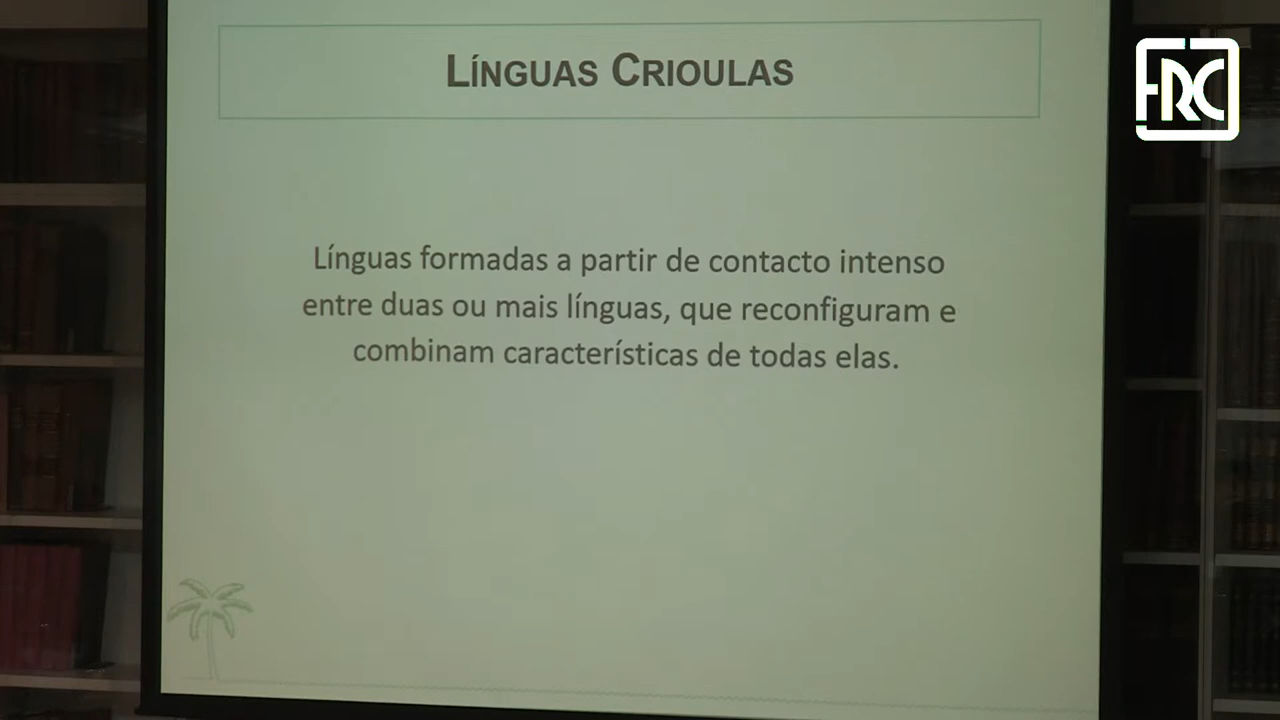 LÍNGUAS CRIOULAS
FRC
Línguas formadas a partir de contacto intenso
entre duas ou mais línguas, que reconfiguram e
combinam características de todas elas.